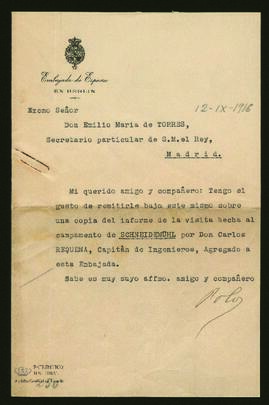 Embajada de España
EN BERLIN
Excmo Señor
12-IX-1916
Don Emilio Maria de TORRES,
Secretario particular de S.M.el Rey,
Madrid.
Mi querido amigo y compañero: Tengo el
gusto de remitirle bajo este mismo sobre
una copia del informe de la visita hecha al
campamento de SCHNEIDEMÜHL por Don Carlos
REQUENA, Capitán de Ingenieros, Agregado a
esta Embajada.
Sabe es muy suyo affmo. amigo y compañero
Polo